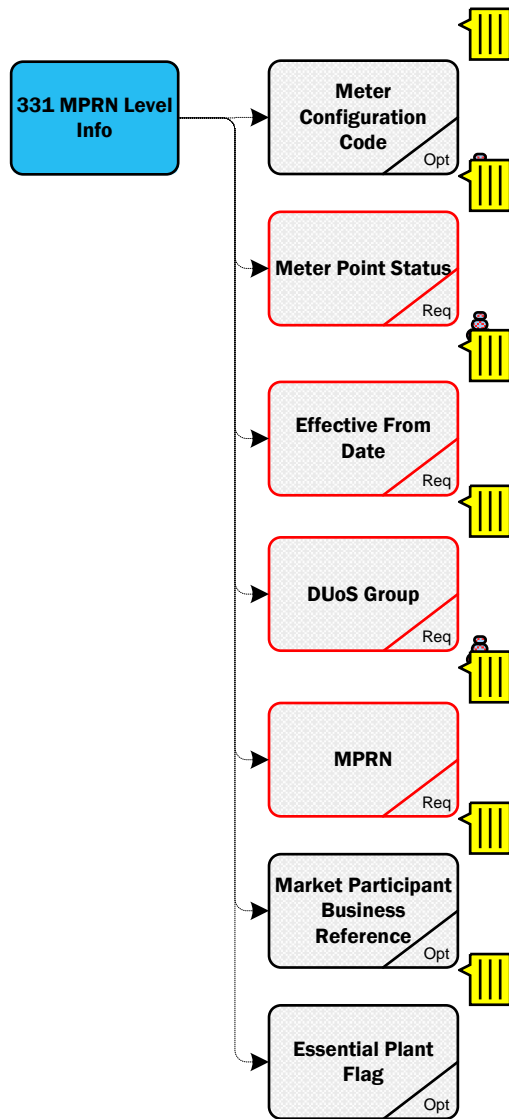 331 MPRN Level
Info
Meter
Configuration
Code
Opt
Meter Point Status
Req
Effective From
Date
Req
DUoS Group
Req
MPRN
Req
Market Participant
Business
Reference
Opt
Essential Plant
Flag
Opt